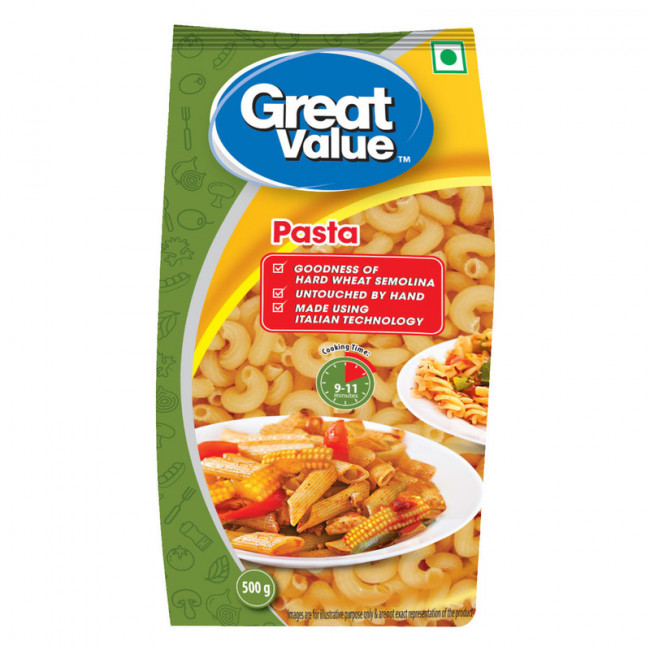 Great
Value
TM
Pasta
GOODNESS OF
HARD WHEAT SEMOLINA
UNTOUCHED BY HAND
MADE USING
ITALIAN TECHNOLOGY
Cooking Time:
9-11
minutes
500 g
Images are for illustrative purpose only & are not exact representation of the product